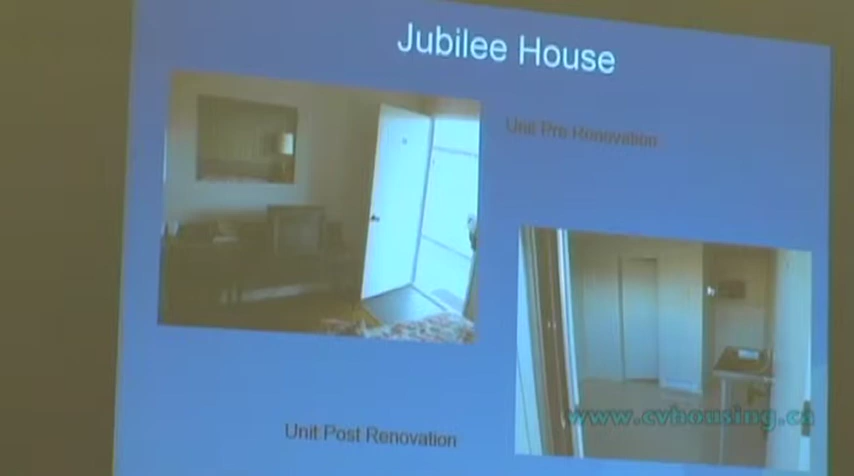 Jubilee House
Unit Pre Renovation
Unit Post Renovation
www.cvhousing.ca